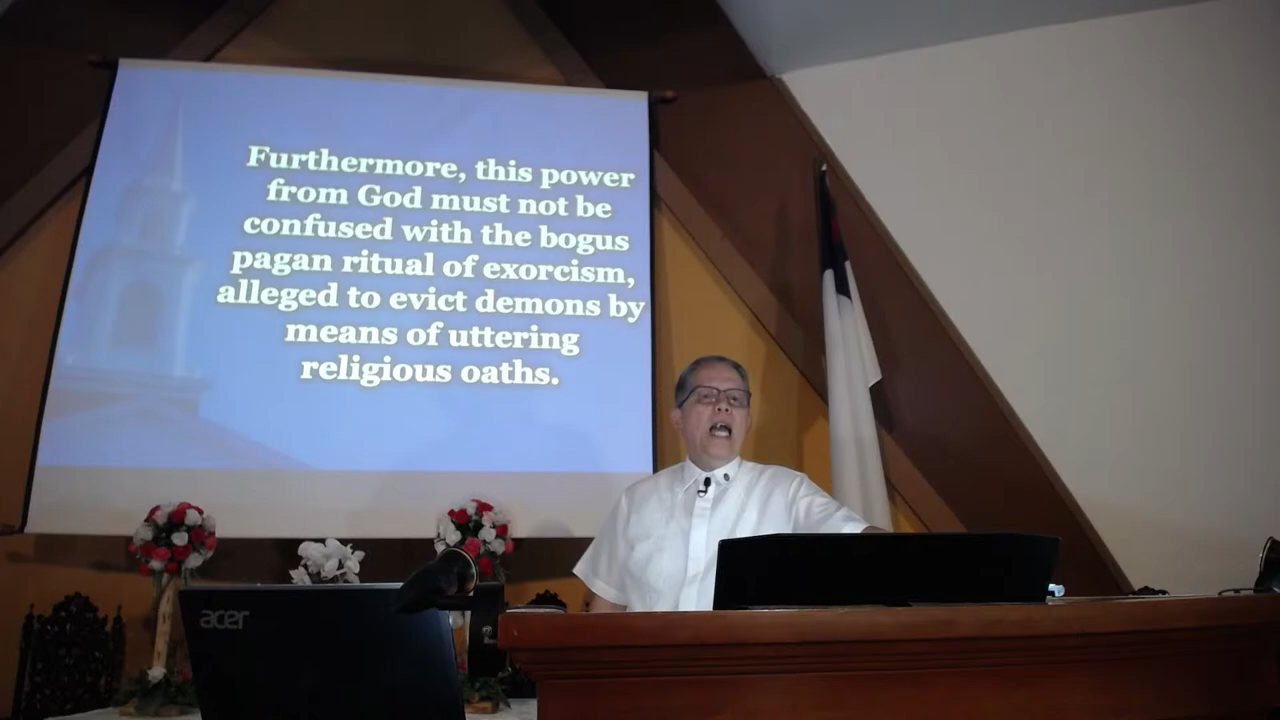 Furthermore, this power
from God must not be
confused with the bogus
pagan ritual of exorcism,
alleged to evict demons by
means of uttering
religious oaths.
acer